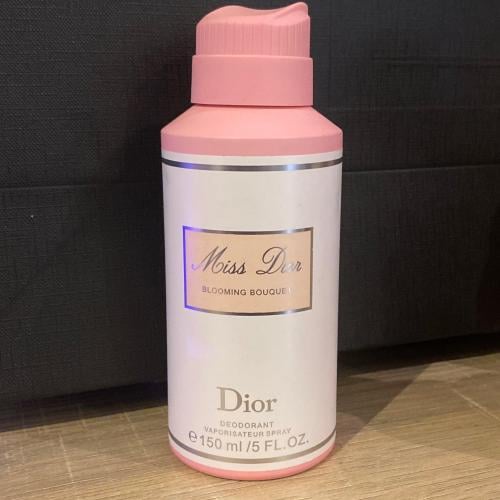 Miss Dior
BLOOMING BOUQUET
Dior
DEODORANT
VAPORISATEUR SPRAY
℮150 ml /5 FL.OZ.